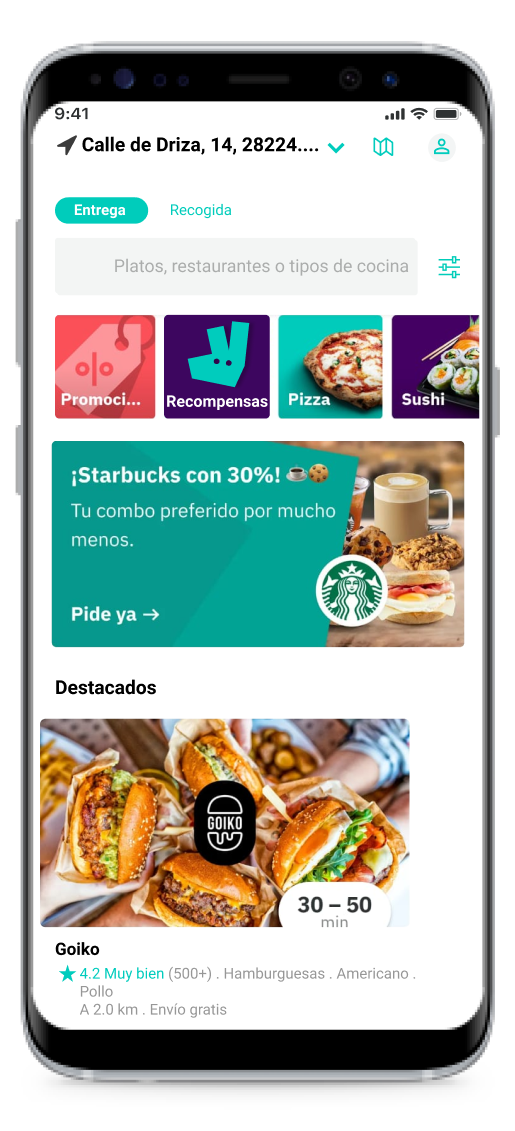 9:41
Calle de Driza, 14, 28224....
Entrega
Recogida
Platos, restaurantes o tipos de cocina
Promoci...
Recompensas
Pizza
Sushi
¡Starbucks con 30%! ☕🍪
Tu combo preferido por mucho
menos.
Pide ya →
Destacados
GOIKO
30 – 50
min
Goiko
★ 4.2 Muy bien (500+) . Hamburguesas . Americano .
Pollo
A 2.0 km . Envío gratis